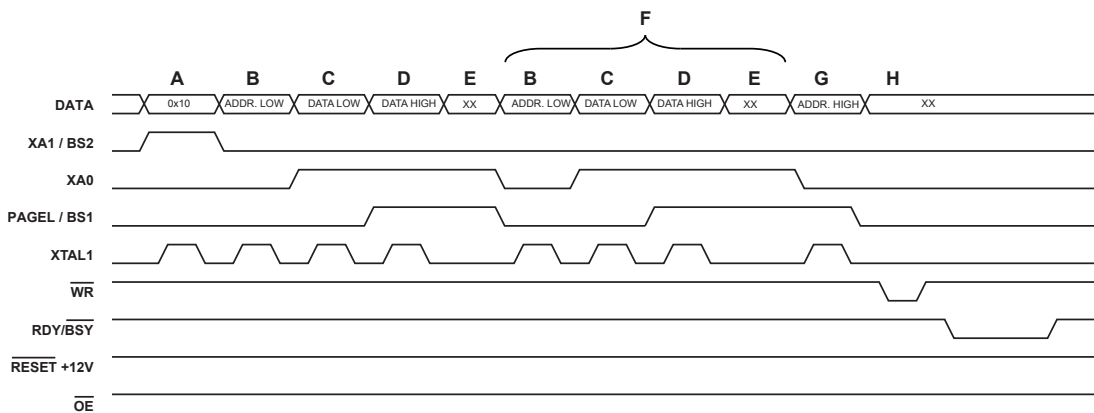 F
A B C D E B C D E G H
DATA 0x10 ADDR. LOW DATA LOW DATA HIGH XX ADDR. LOW DATA LOW DATA HIGH XX ADDR. HIGH XX
XA1 / BS2
XA0
PAGEL / BS1
XTAL1
WR
RDY/BSY
RESET +12V
OE